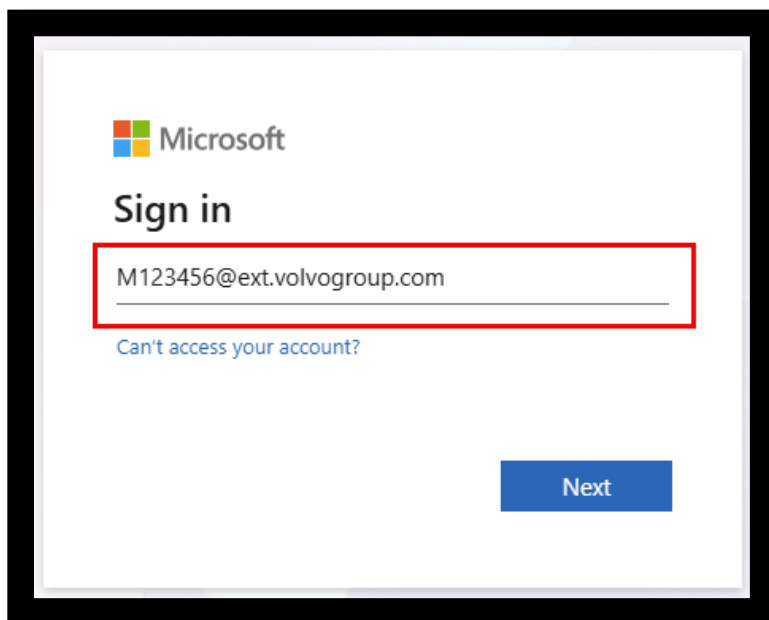 Microsoft
Sign in
M123456@ext.volvogroup.com
Can't access your account?
Next